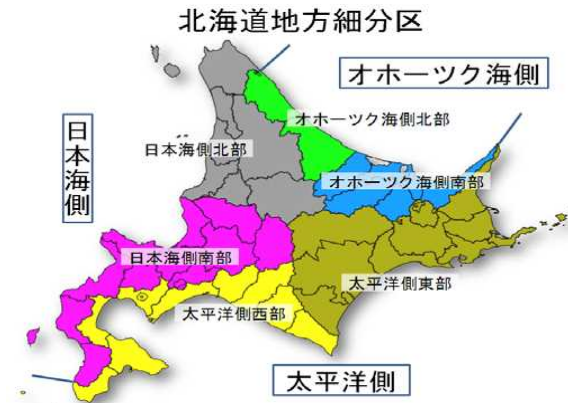 北海道地方細分区
オホーツク海側
オホーツク海側北部
日本海側
日本海側北部
オホーツク海側南部
日本海側南部
太平洋側東部
太平洋側西部
太平洋側